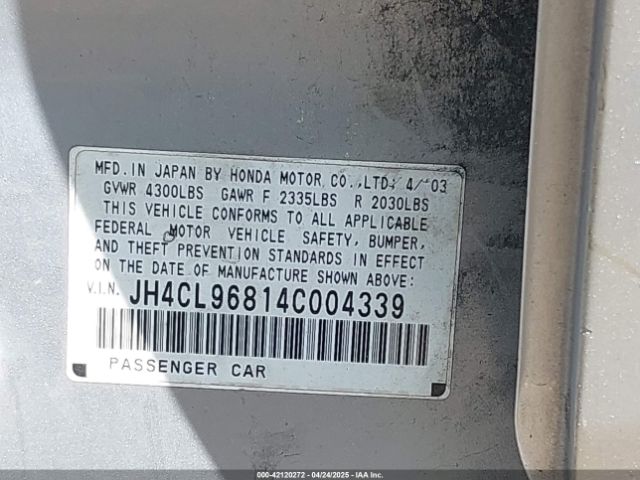 MFD. IN JAPAN BY HONDA MOTOR CO., LTD. 4/03
GVWR 4300LBS GAWR F 2335LBS R 2030LBS
THIS VEHICLE CONFORMS TO ALL APPLICABLE
FEDERAL MOTOR VEHICLE SAFETY, BUMPER,
AND THEFT PREVENTION STANDARDS IN EFFECT
ON THE DATE OF MANUFACTURE SHOWN ABOVE:
V.I.N. JH4CL96814C004339
PASSENGER CAR
000-42120272 - 04/24/2025 - IAAI.COM